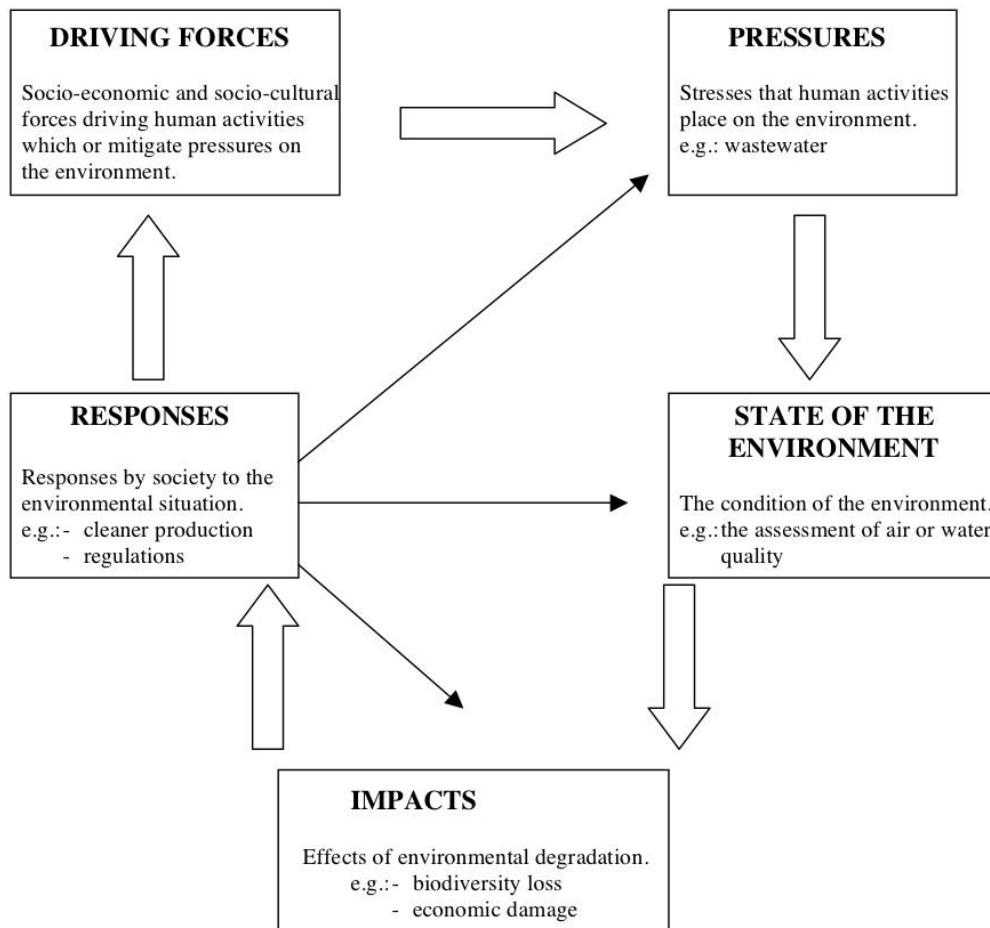 DRIVING FORCES
Socio-economic and socio-cultural
forces driving human activities
which or mitigate pressures on
the environment.
PRESSURES
Stresses that human activities
place on the environment.
e.g.: wastewater
RESPONSES
Responses by society to the
environmental situation.
e.g.:- cleaner production
- regulations
STATE OF THE
ENVIRONMENT
The condition of the environment.
e.g.: the assessment of air or water
quality
IMPACTS
Effects of environmental degradation.
e.g.:- biodiversity loss
- economic damage